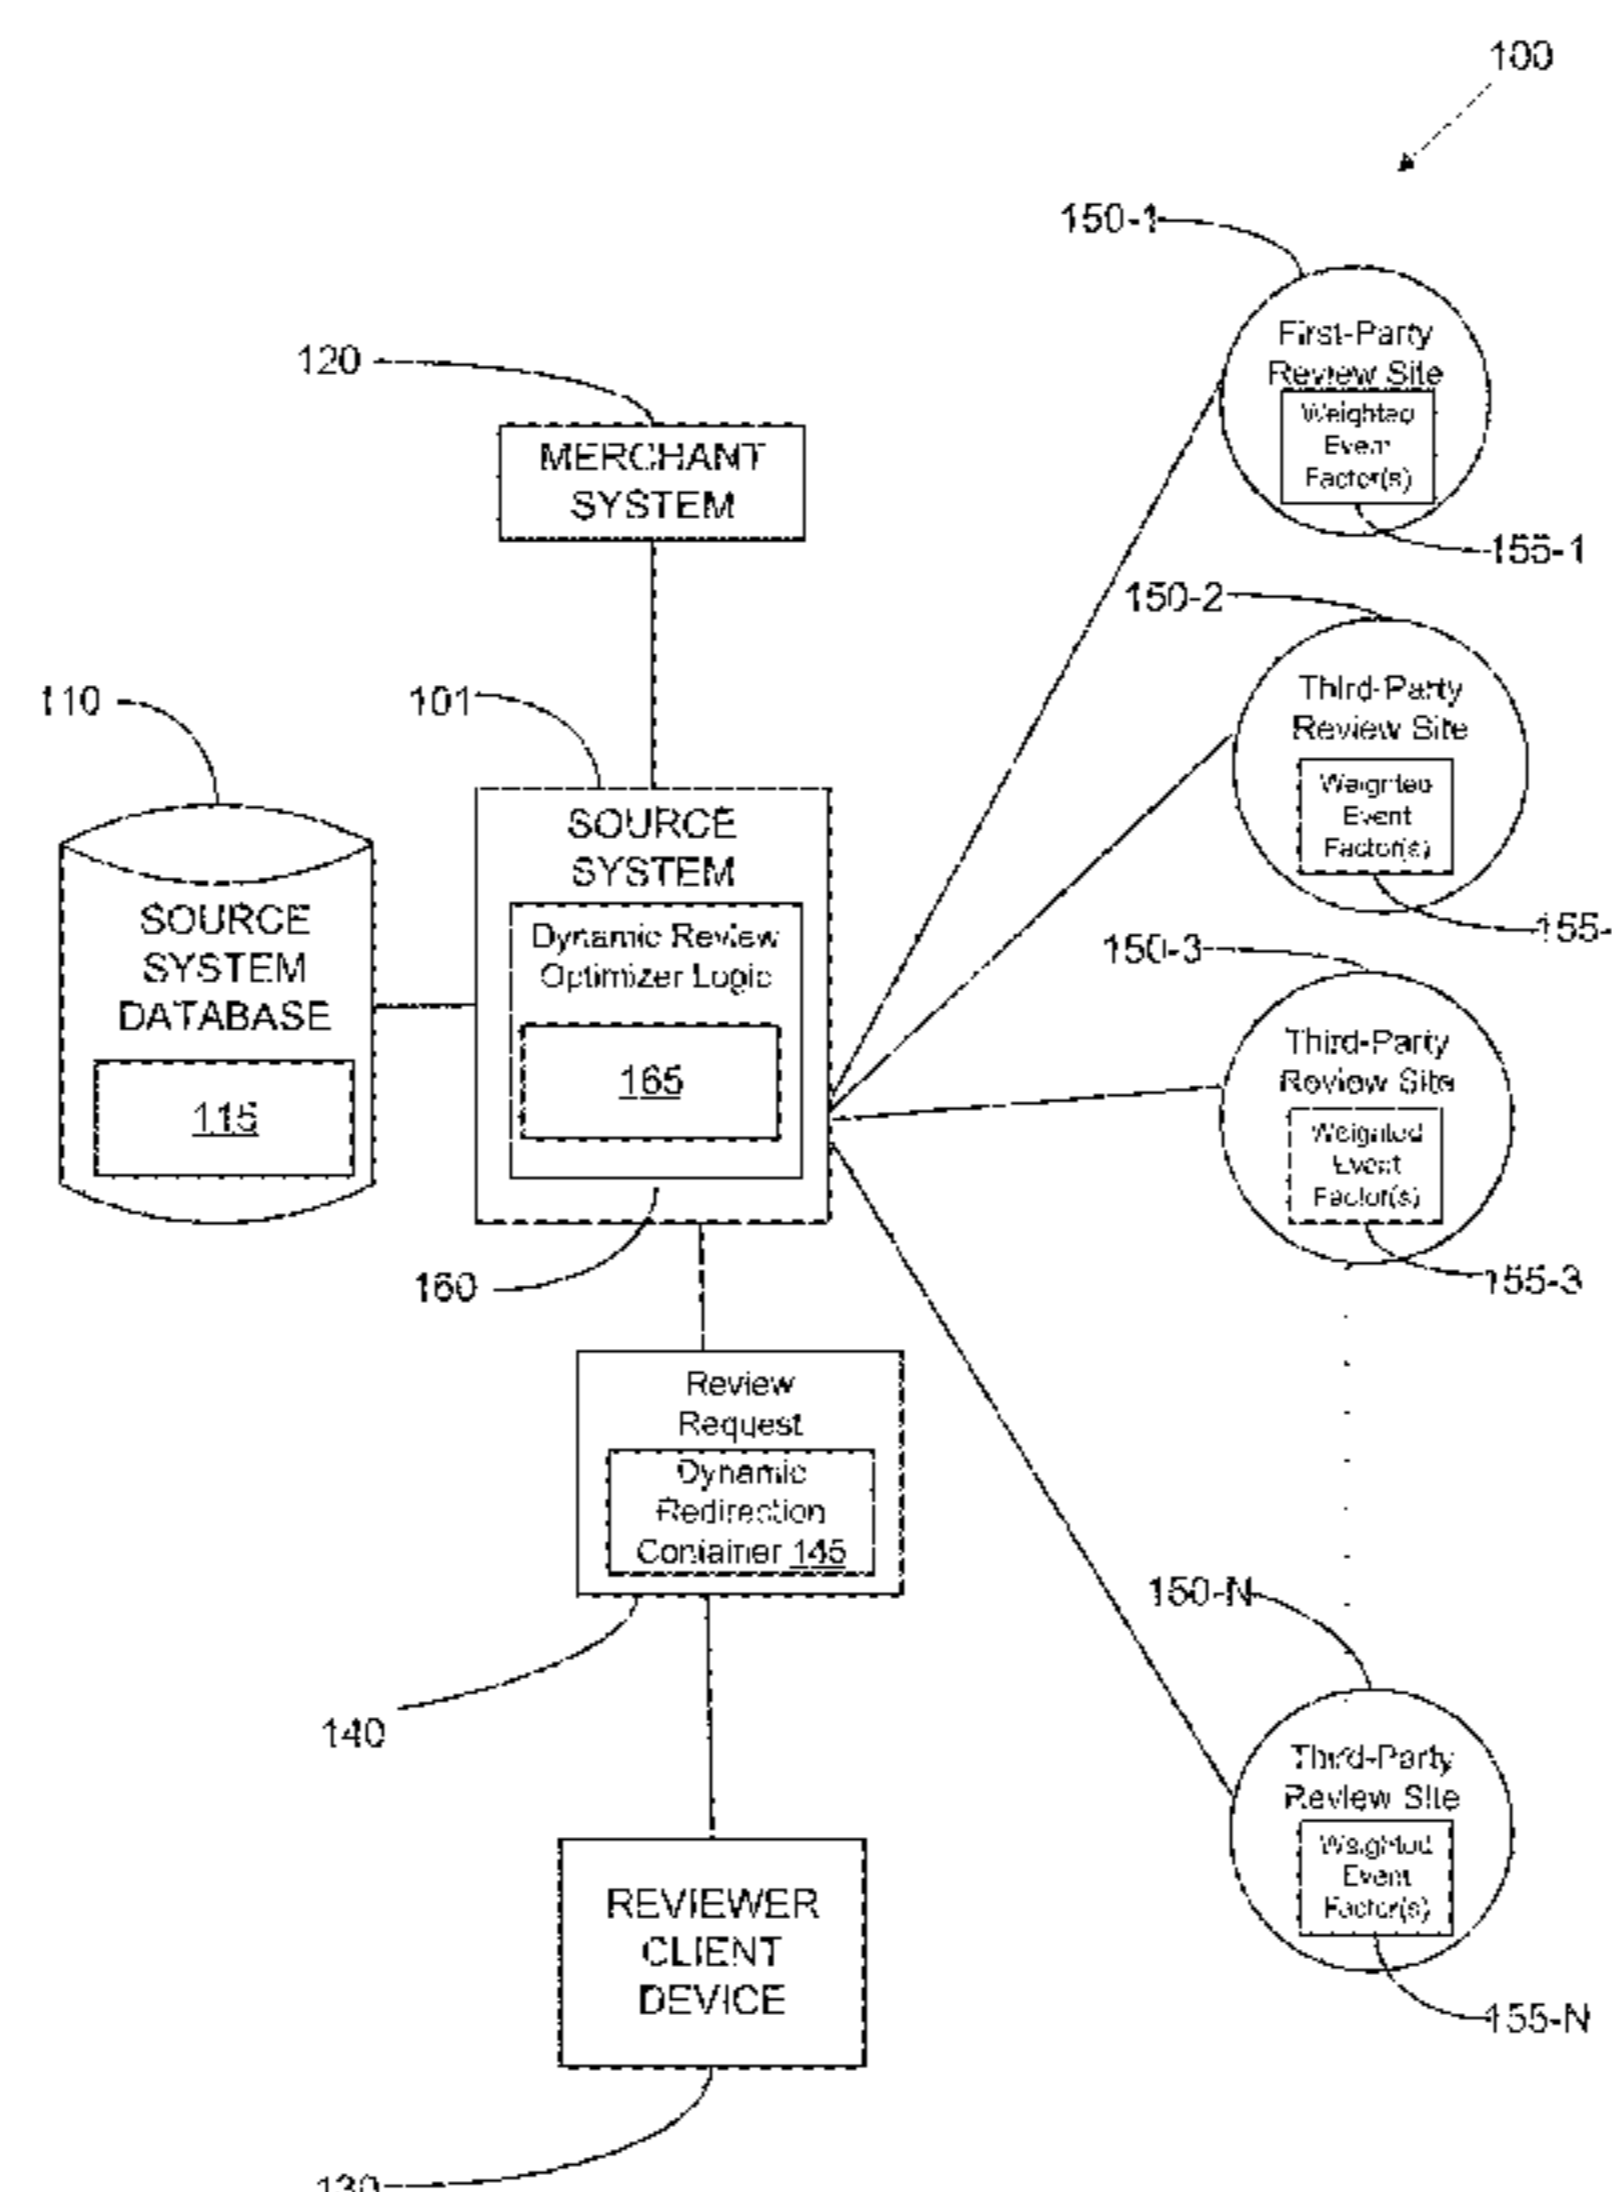 100
150-1
First-Party
Review Site
Weighted
Event
Factor(s)
155-1
120
MERCHANT
SYSTEM
150-2
Third-Party
Review Site
Weighted
Event
Factor(s)
155-
110
101
SOURCE
SYSTEM
DATABASE
115
SOURCE
SYSTEM
Dynamic Review
Optimizer Logic
165
160
150-3
Third-Party
Review Site
Weighted
Event
Factor(s)
155-3
Review
Request
Dynamic
Redirection
Container 145
140
150-N
Third-Party
Review Site
Weighted
Event
Factor(s)
155-N
REVIEWER
CLIENT
DEVICE
130